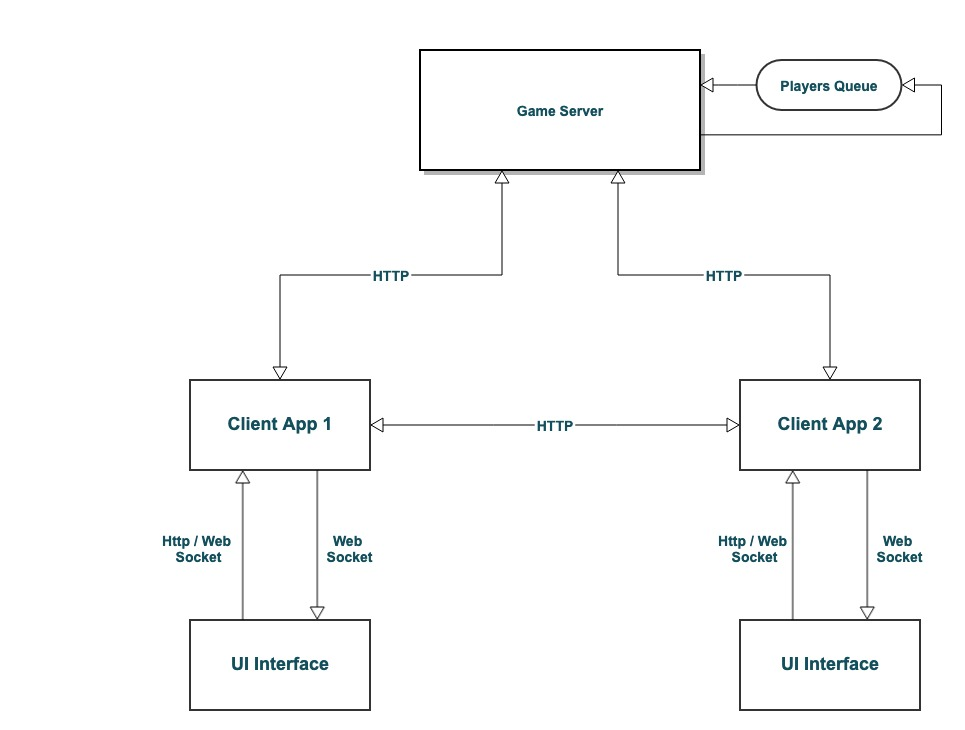 Players Queue
Game Server
HTTP
HTTP
Client App 1
HTTP
Client App 2
Http / Web
Socket
Web
Socket
Http / Web
Socket
Web
Socket
UI Interface
UI Interface